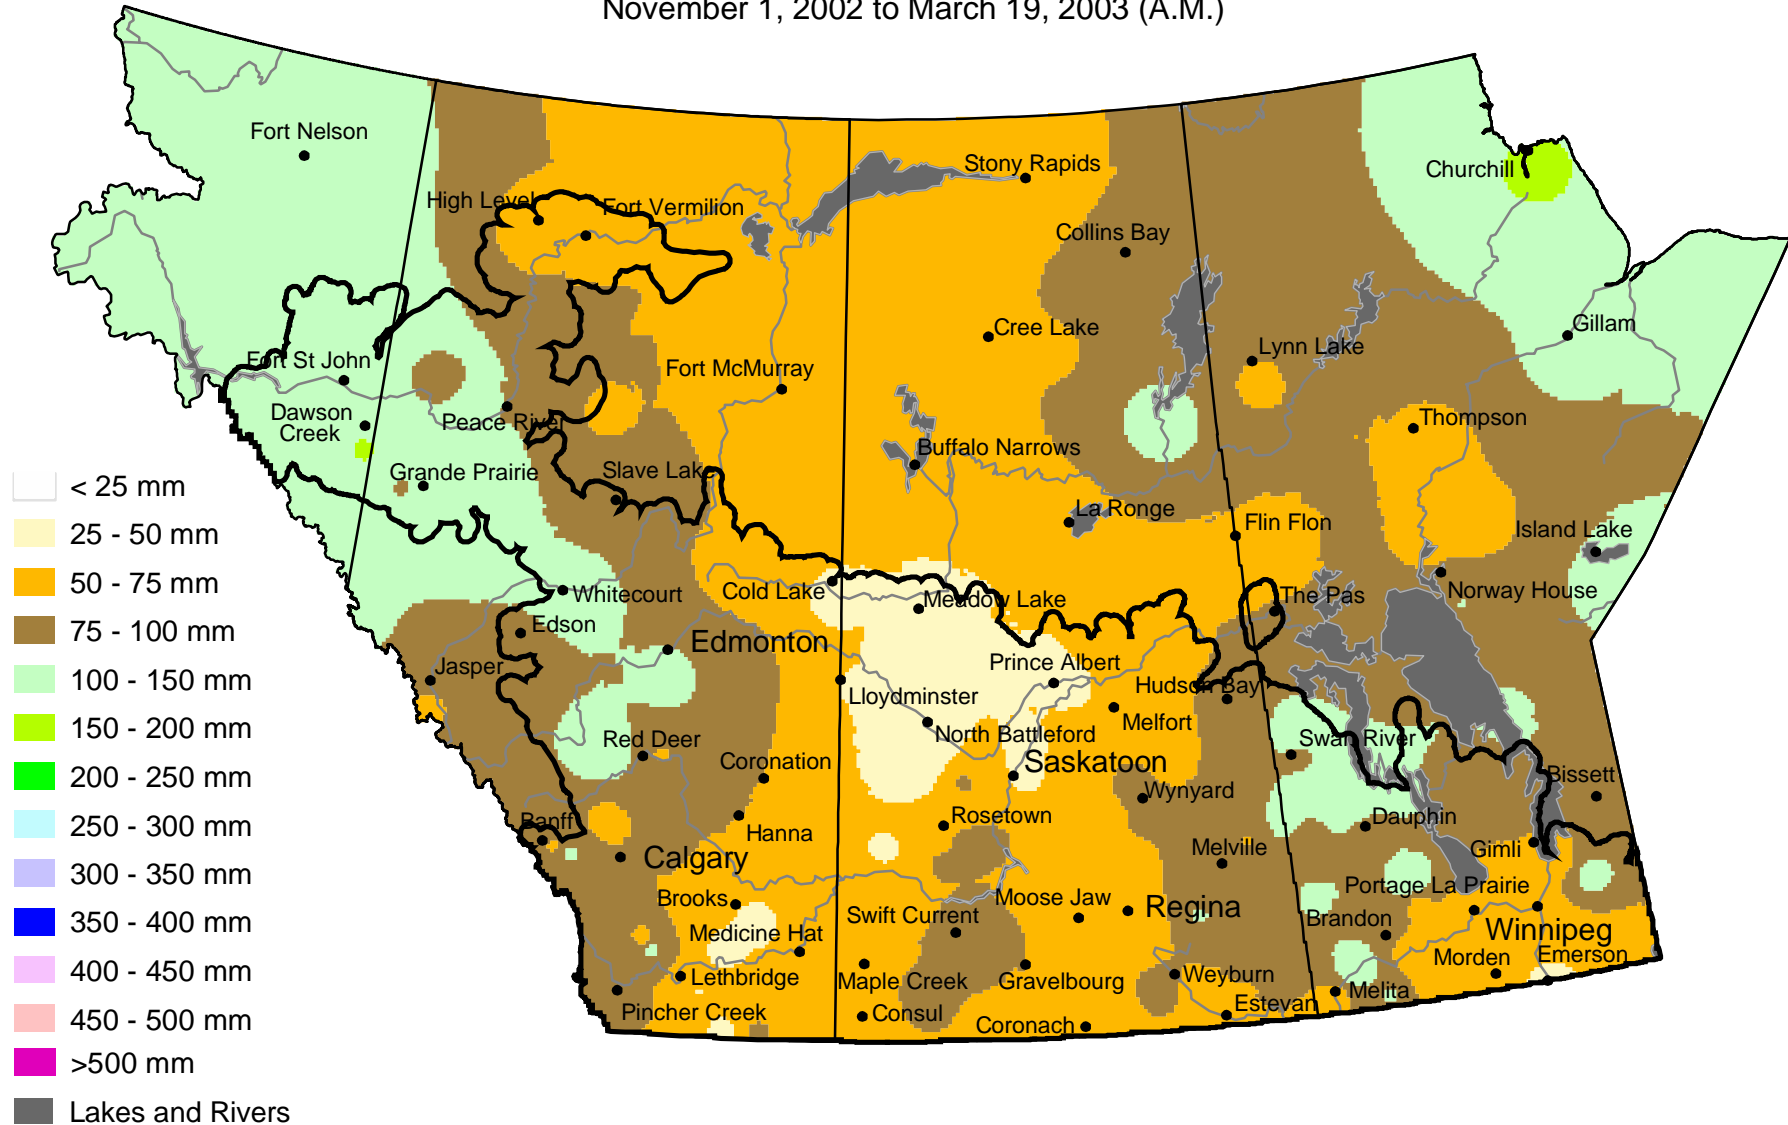 November 1, 2002 to March 19, 2003 (A.M.)
Fort Nelson
Stony Rapids
Churchill
High Level
Fort Vermilion
Collins Bay
Cree Lake
Gillam
Lynn Lake
Fort St John
Fort McMurray
Dawson
Creek
Peace River
Thompson
Buffalo Narrows
Grande Prairie
Slave Lake
La Ronge
Flin Flon
Island Lake
Whitecourt
Cold Lake
Meadow Lake
The Pas
Norway House
Edson
Edmonton
Jasper
Prince Albert
Lloydminster
Hudson Bay
Melfort
North Battleford
Red Deer
Swan River
Coronation
Saskatoon
Bissett
Wynyard
Banff
Hanna
Rosetown
Dauphin
Calgary
Melville
Gimli
Brooks
Portage La Prairie
Moose Jaw
Swift Current
Regina
Brandon
Medicine Hat
Winnipeg
Emerson
Morden
Lethbridge
Maple Creek
Gravelbourg
Weyburn
Melita
Pincher Creek
Consul
Coronach
Estevan
< 25 mm
25 - 50 mm
50 - 75 mm
75 - 100 mm
100 - 150 mm
150 - 200 mm
200 - 250 mm
250 - 300 mm
300 - 350 mm
350 - 400 mm
400 - 450 mm
450 - 500 mm
>500 mm
Lakes and Rivers